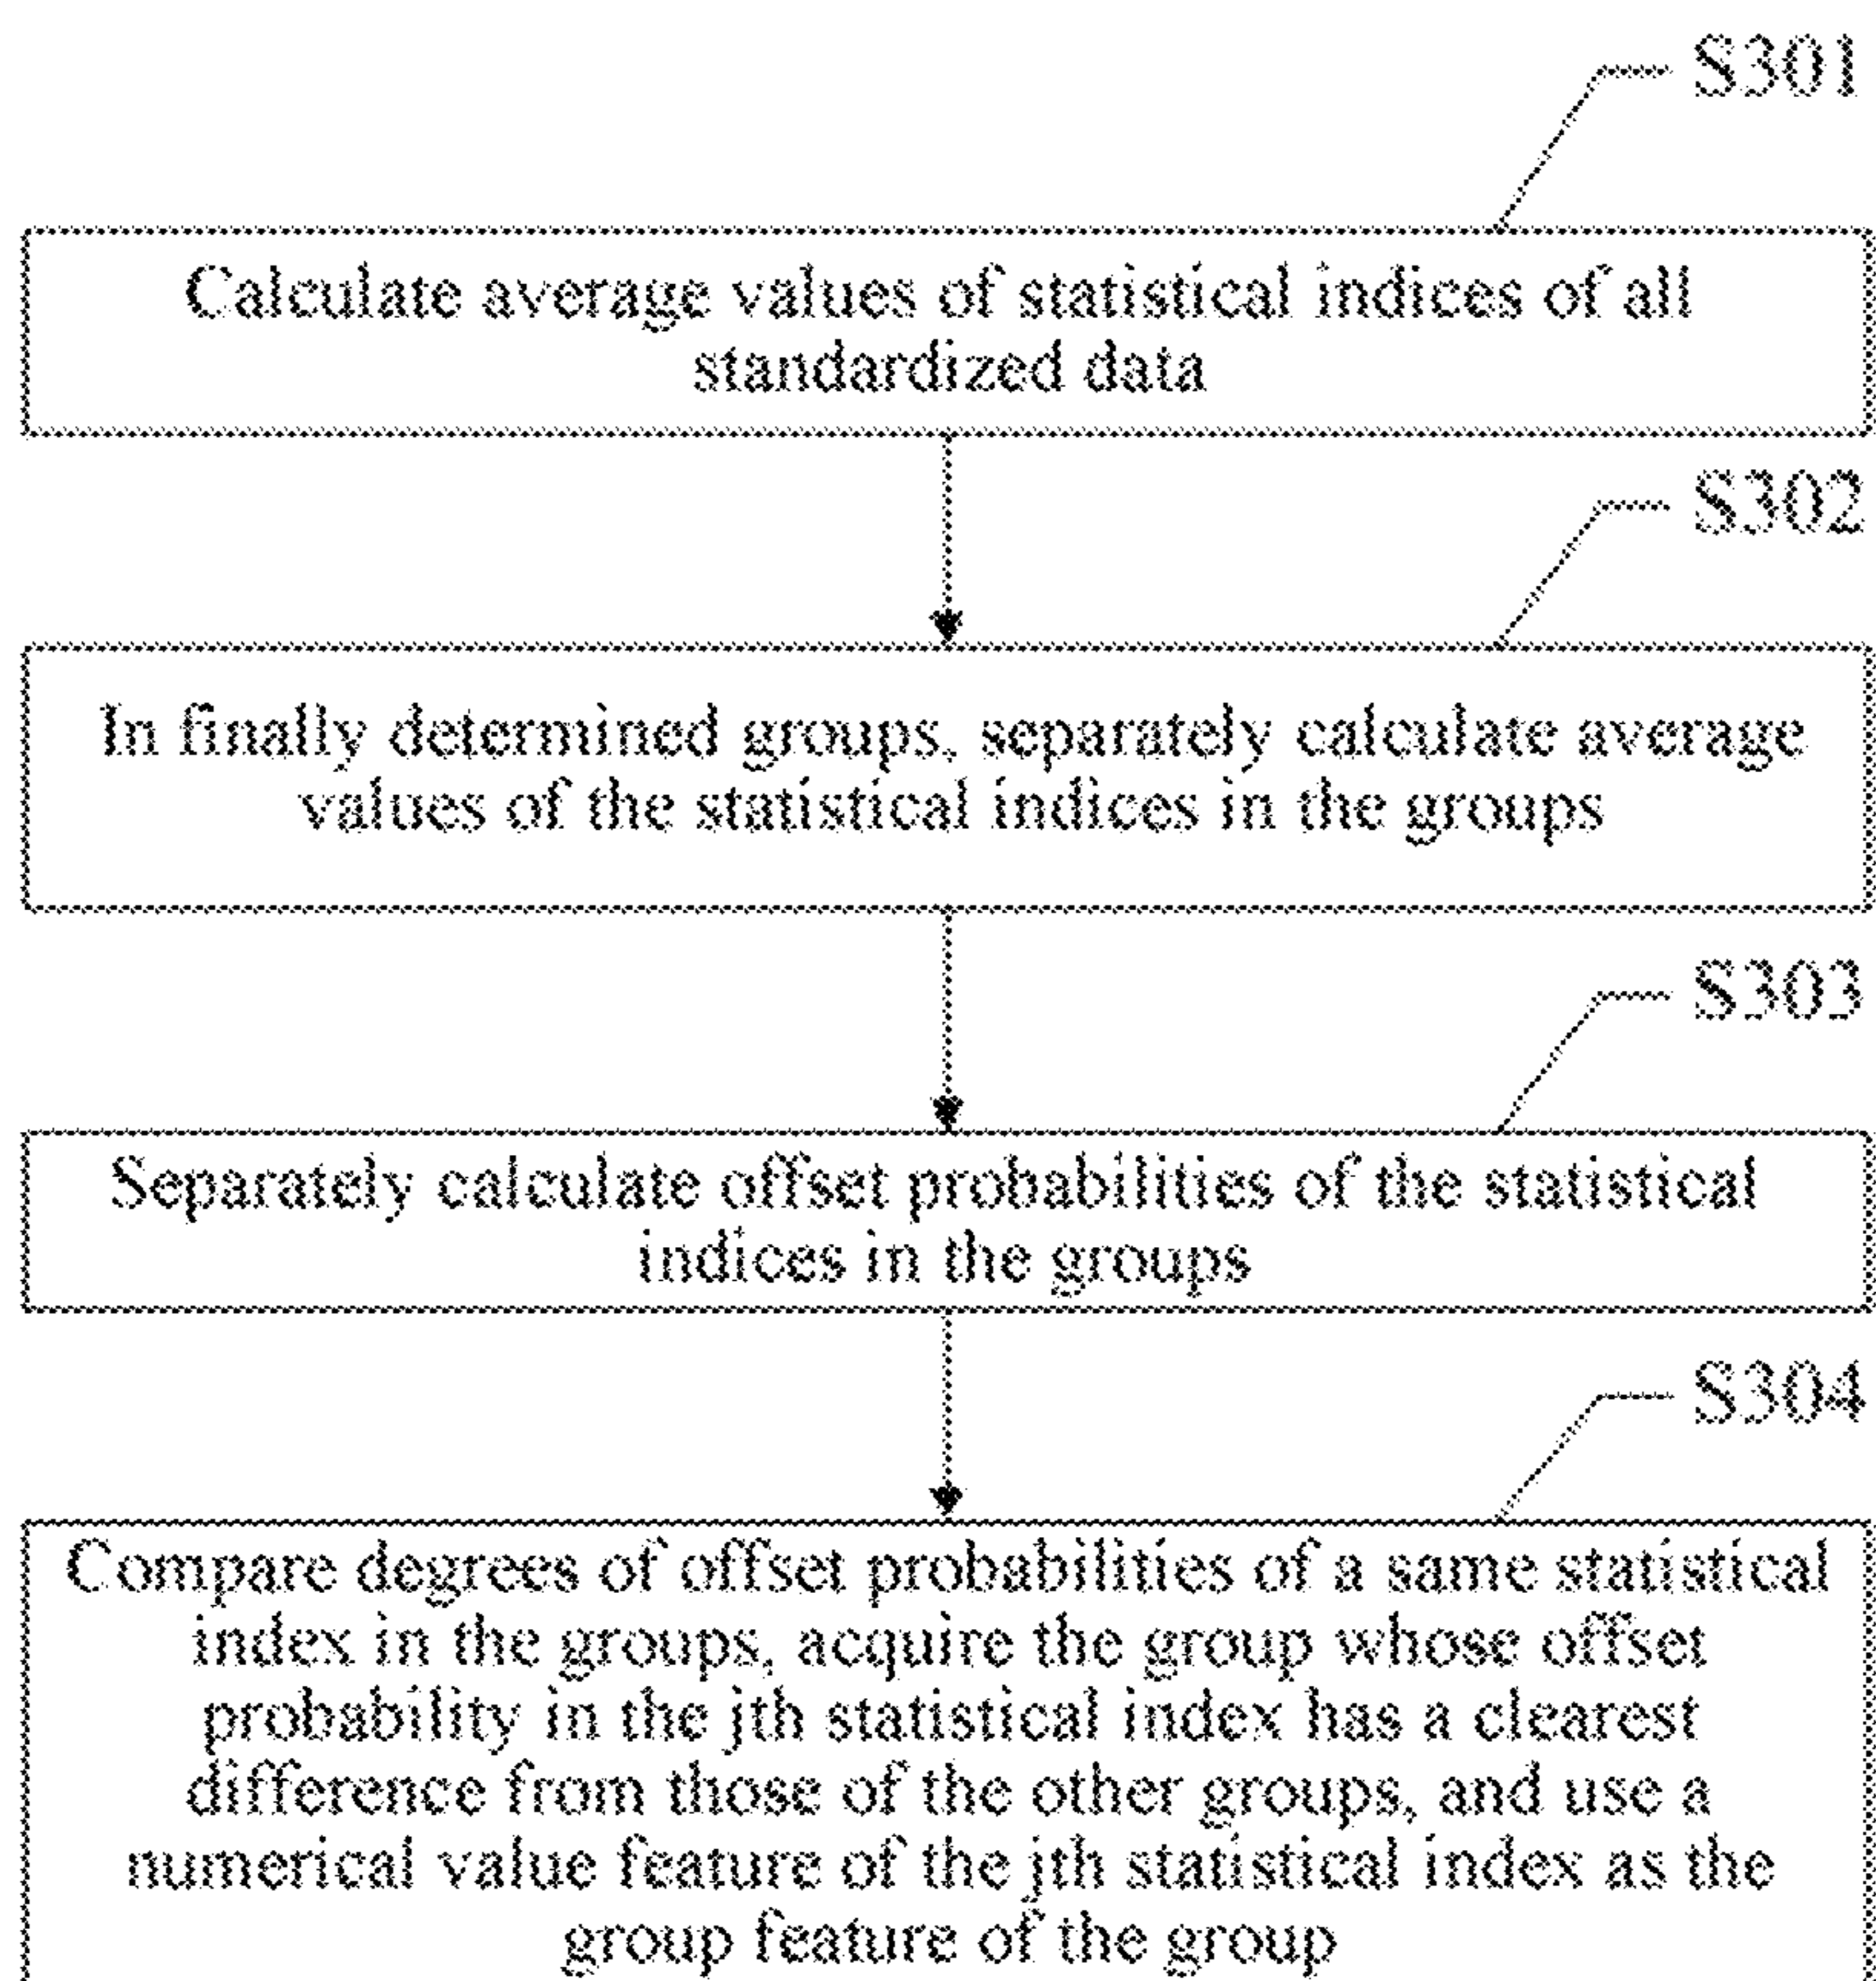 S301
Calculate average values of statistical indices of all
standardized data
S302
In finally determined groups, separately calculate average
values of the statistical indices in the groups
S303
Separately calculate offset probabilities of the statistical
indices in the groups
S304
Compare degrees of offset probabilities of a same statistical
index in the groups, acquire the group whose offset
probability in the jth statistical index has a clearest
difference from those of the other groups, and use a
numerical value feature of the jth statistical index as the
group feature of the group